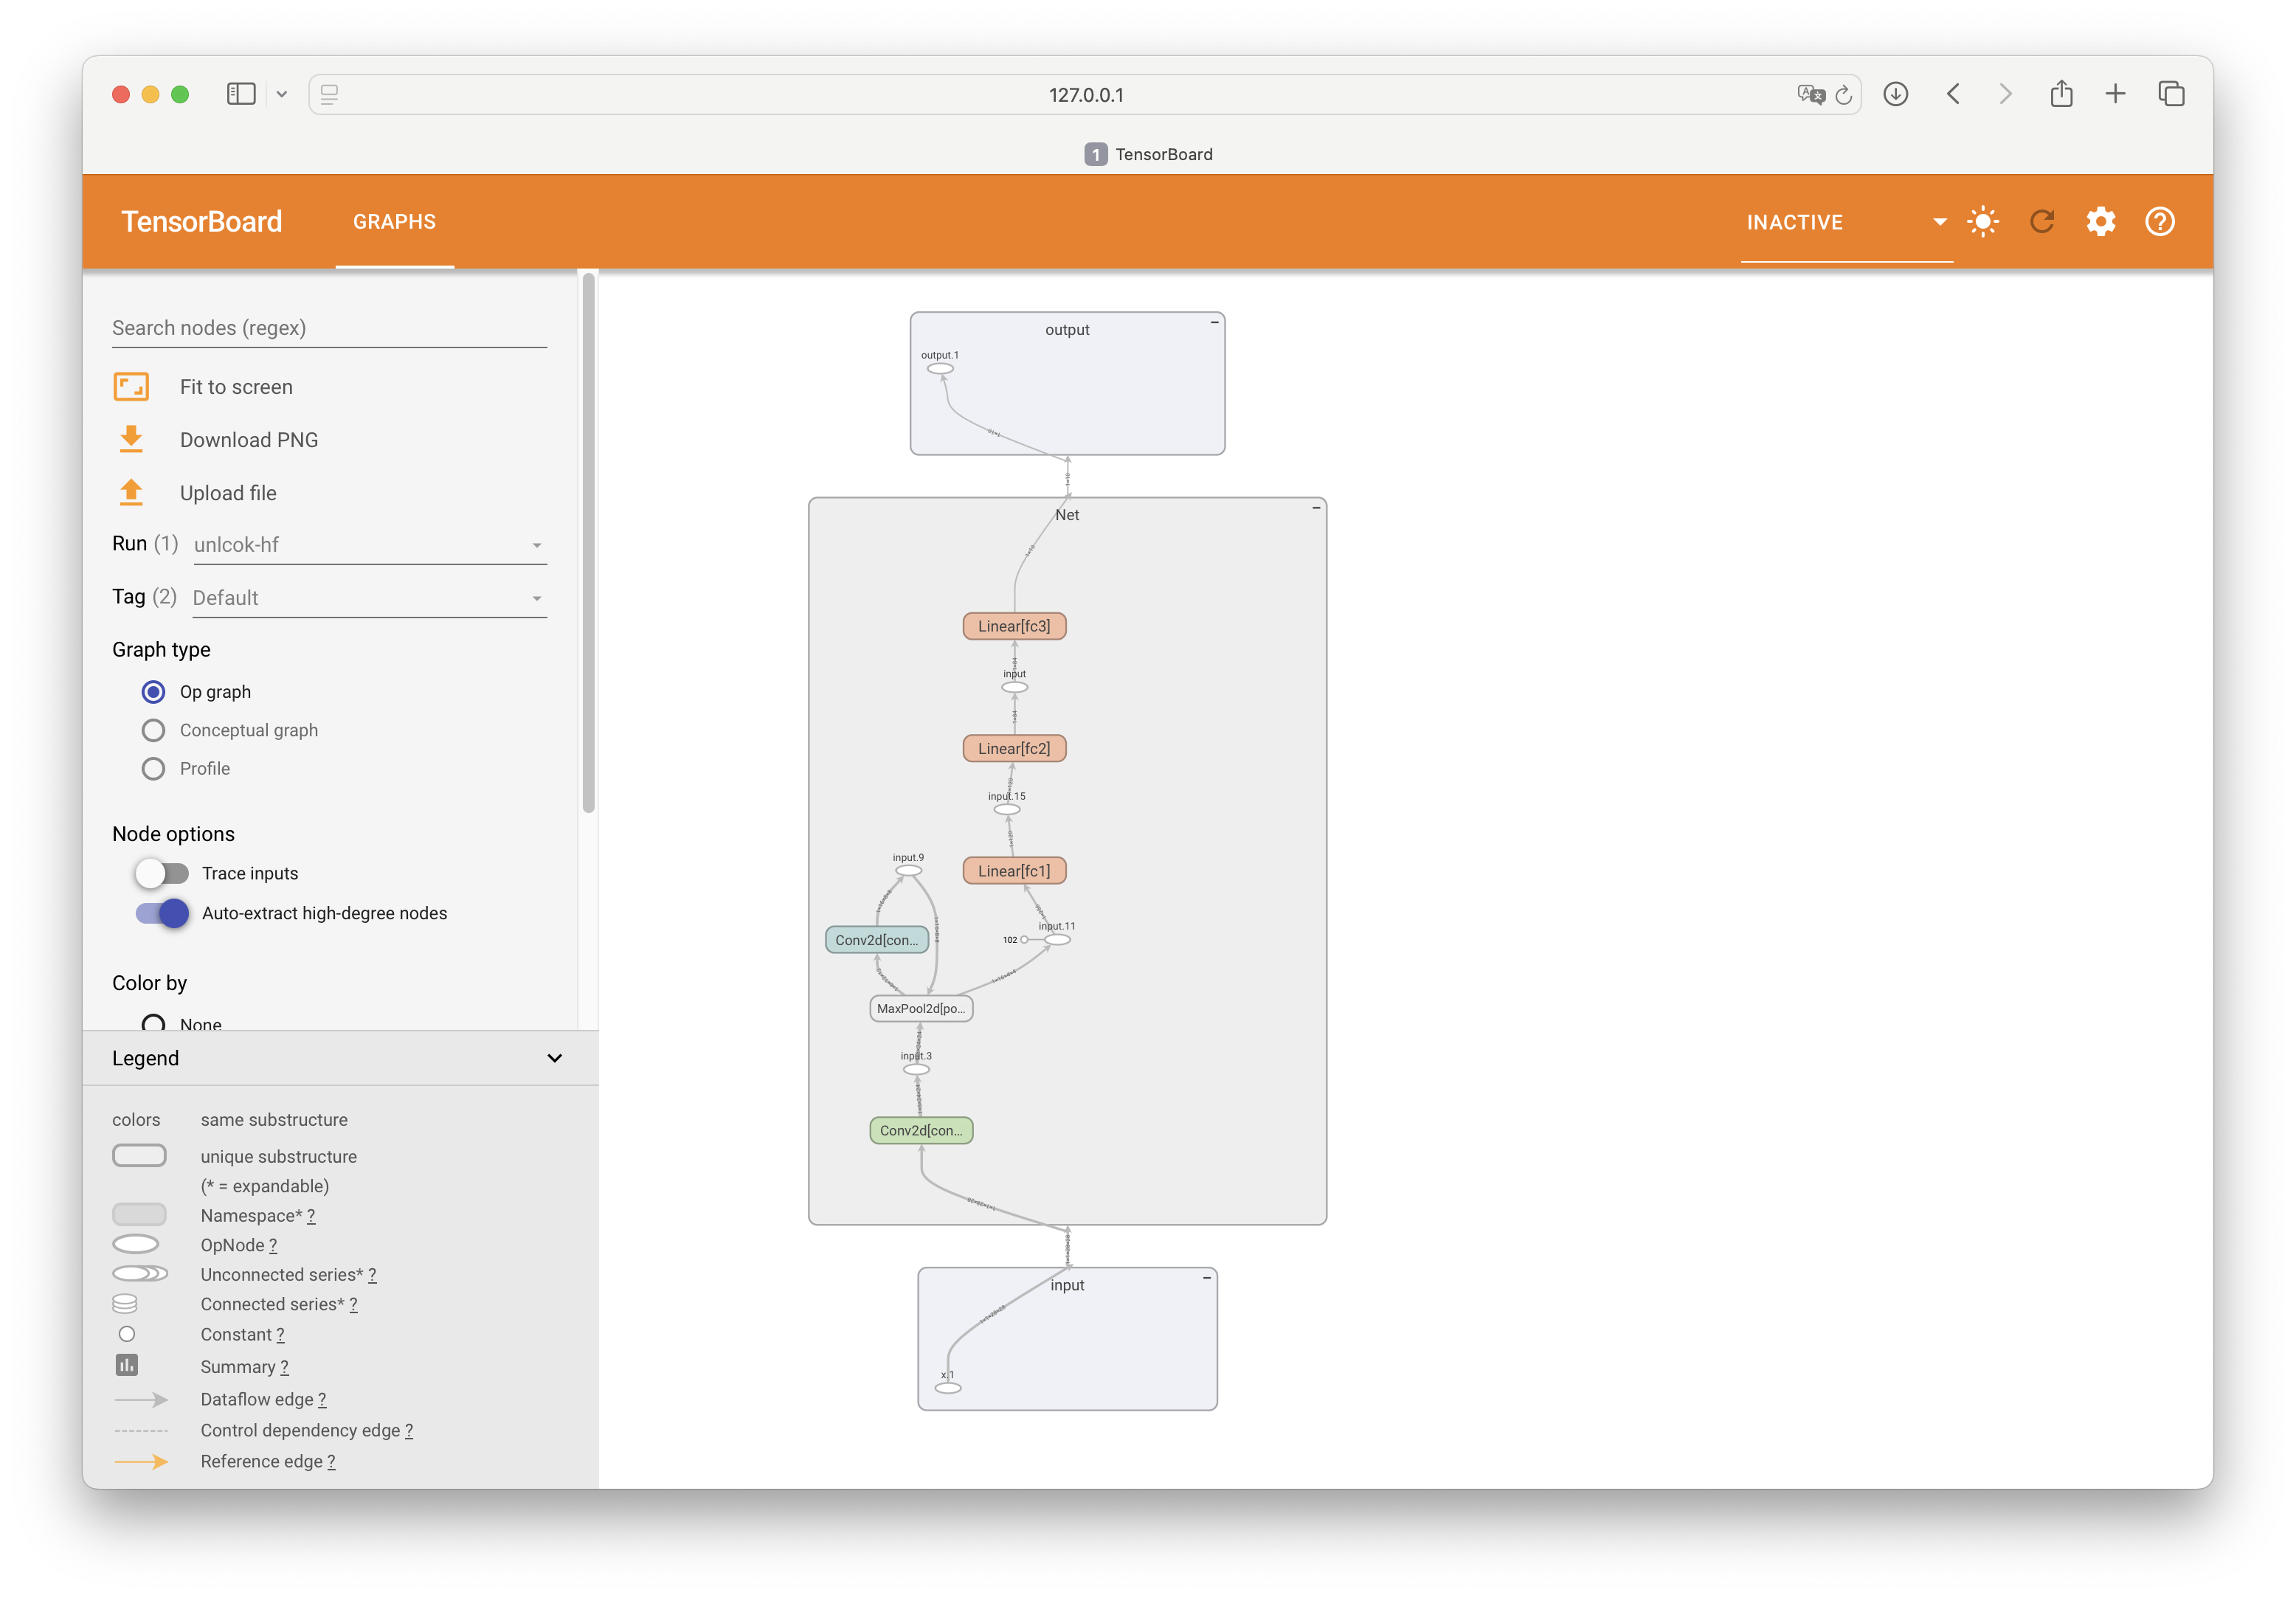 127.0.0.1
1 TensorBoard
TensorBoard GRAPHS INACTIVE
Search nodes (regex)
Fit to screen
Download PNG
Upload file
Run (1) unlcok-hf
Tag (2) Default
Graph type
Op graph
Conceptual graph
Profile
Node options
Trace inputs
Auto-extract high-degree nodes
Color by
None
Legend
colors same substructure
unique substructure
(* = expandable)
Namespace* ?
OpNode ?
Unconnected series* ?
Connected series* ?
Constant ?
Summary ?
Dataflow edge ?
Control dependency edge ?
Reference edge ?
output
output.1
Net
Linear[fc3]
input
Linear[fc2]
input.15
Linear[fc1]
input.9
input.11
102
Conv2d[con...
MaxPool2d[po...
input.3
Conv2d[con...
input
x.1